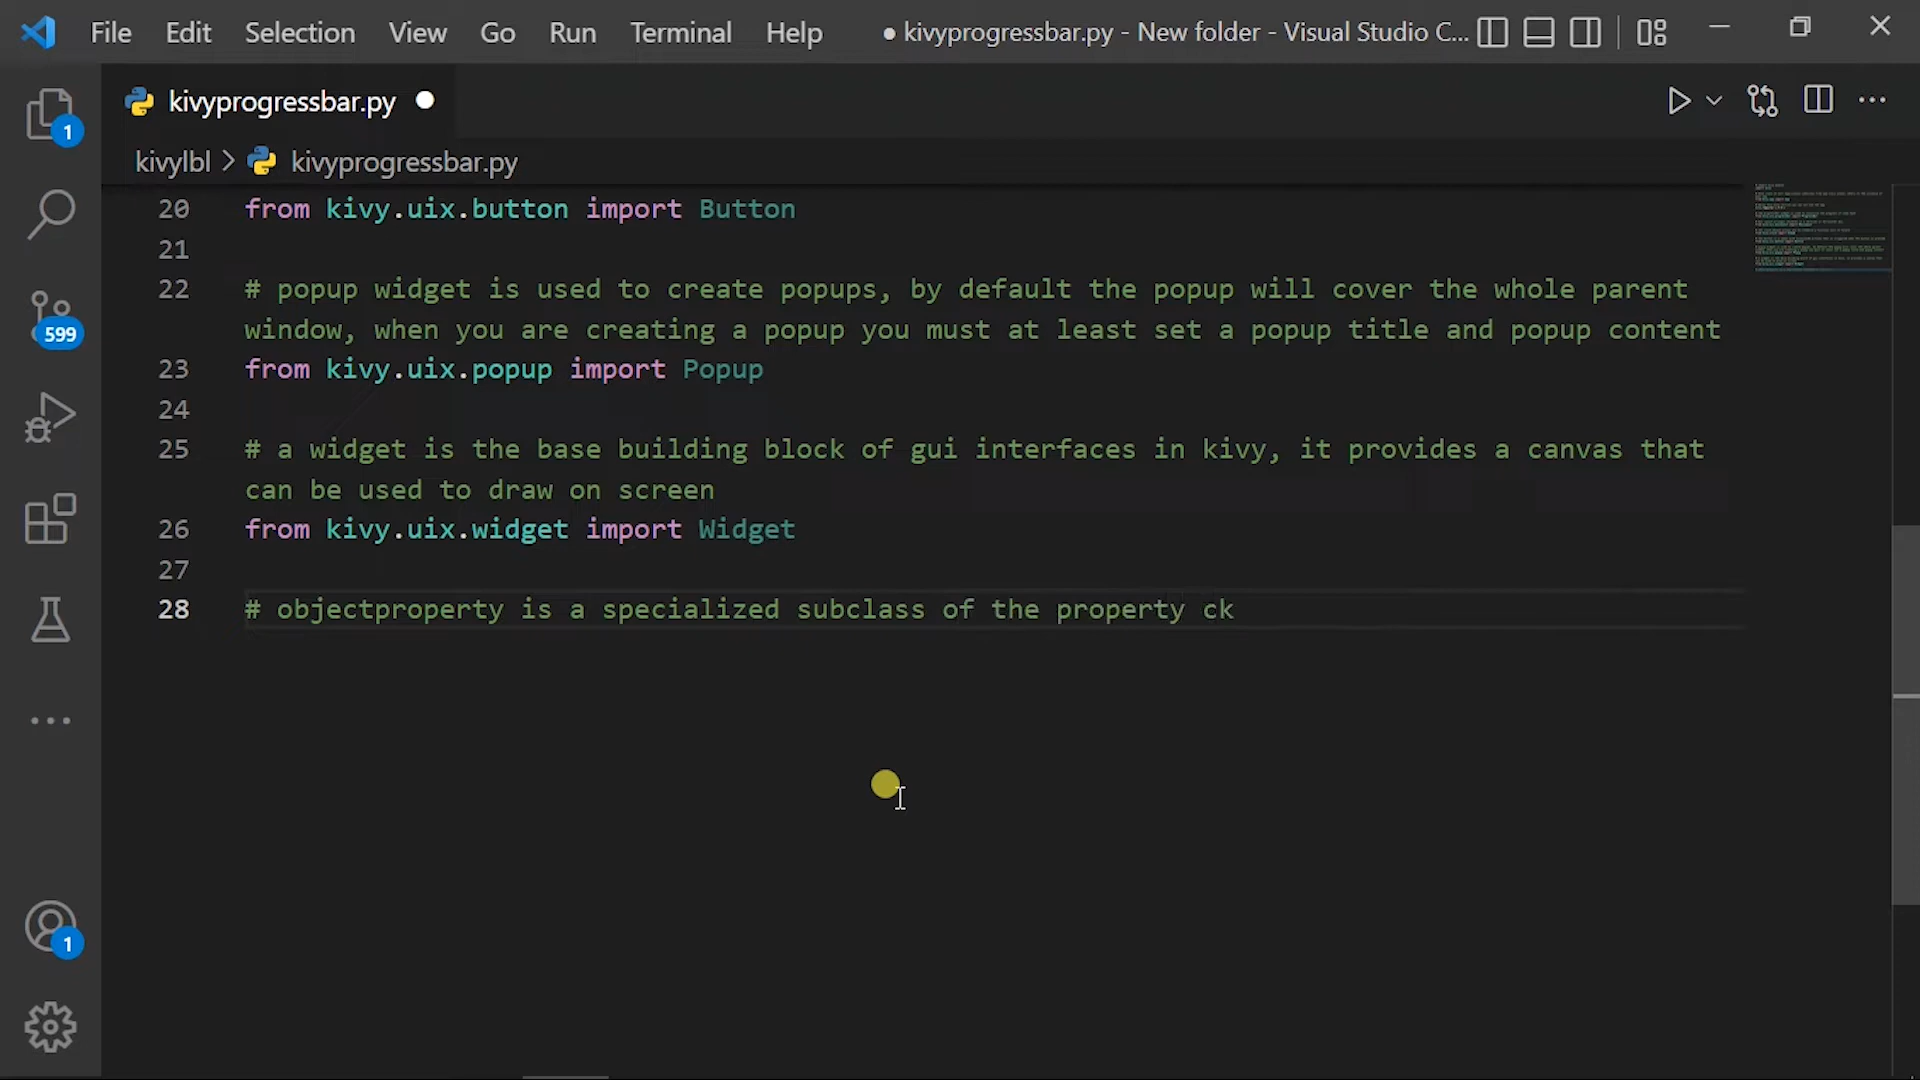 File Edit Selection View Go Run Terminal Help ● kivyprogressbar.py - New folder - Visual Studio C...
kivyprogressbar.py
kivylbl > kivyprogressbar.py
20 from kivy.uix.button import Button
21
22 # popup widget is used to create popups, by default the popup will cover the whole parent
window, when you are creating a popup you must at least set a popup title and popup content
23 from kivy.uix.popup import Popup
24
25 # a widget is the base building block of gui interfaces in kivy, it provides a canvas that
can be used to draw on screen
26 from kivy.uix.widget import Widget
27
28 # objectproperty is a specialized subclass of the property ck
1
599
1